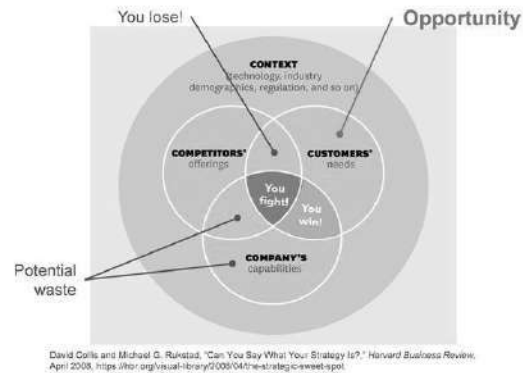 You lose!
Opportunity
CONTEXT
(technology, industry
demographics, regulation, and so on)
COMPETITORS'
offerings
CUSTOMERS'
needs
You
fight!
You
win!
COMPANY'S
capabilities
Potential
waste
David Collis and Michael G. Rukstad, "Can You Say What Your Strategy Is?," Harvard Business Review,
April 2008, https://hbr.org/visual-library/2008/04/the-strategic-sweet-spot.